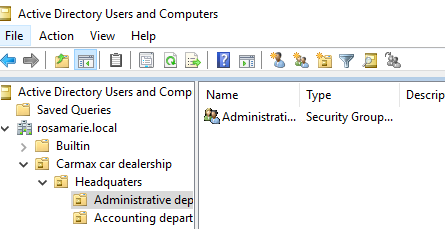 Active Directory Users and Computers
File Action View Help
Active Directory Users and Comp
Name Type Descrip
Saved Queries
Administrati... Security Group...
rosamarie.local
Builtin
Carmax car dealership
Headquaters
Administrative dep
Accounting depart